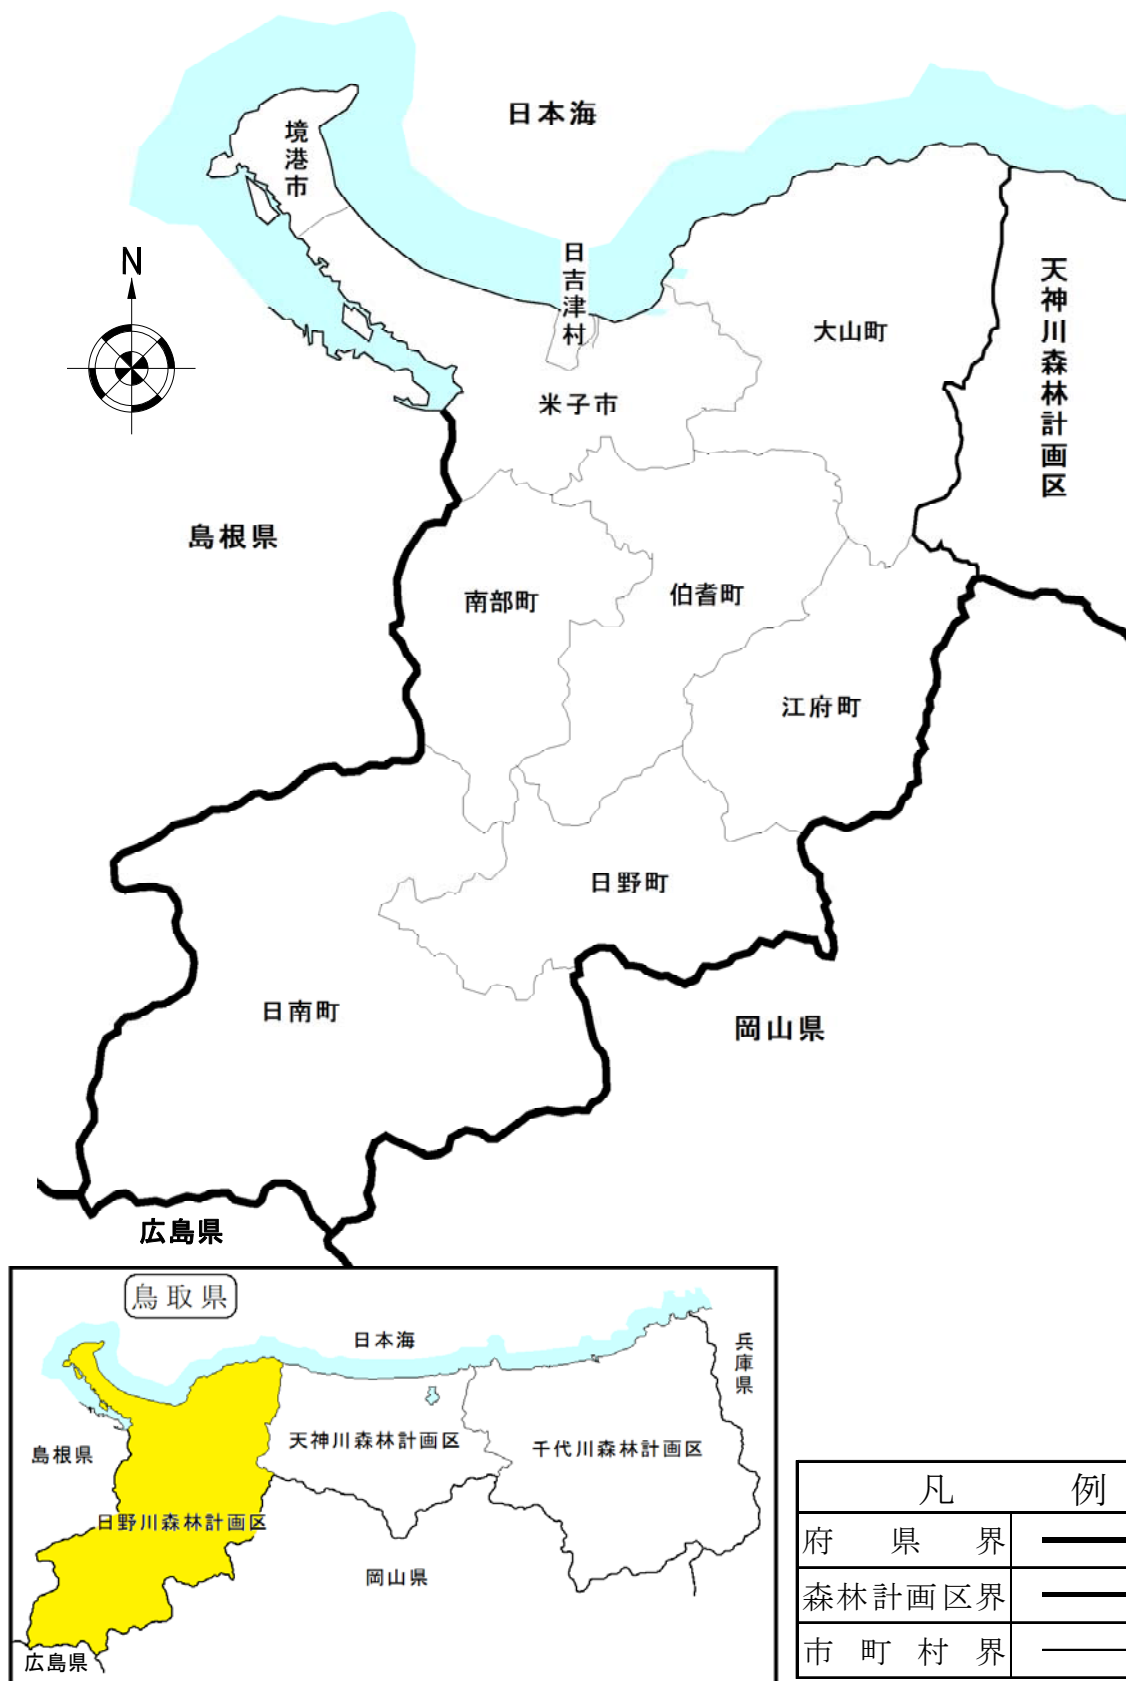 日本海
境港市
日吉津村
天神川森林計画区
N
大山町
米子市
島根県
南部町
伯耆町
江府町
日野町
日南町
岡山県
広島県
鳥取県
日本海
兵庫県
島根県
天神川森林計画区
千代川森林計画区
日野川森林計画区
岡山県
広島県
凡 例
府県界
森林計画区界
市町村界